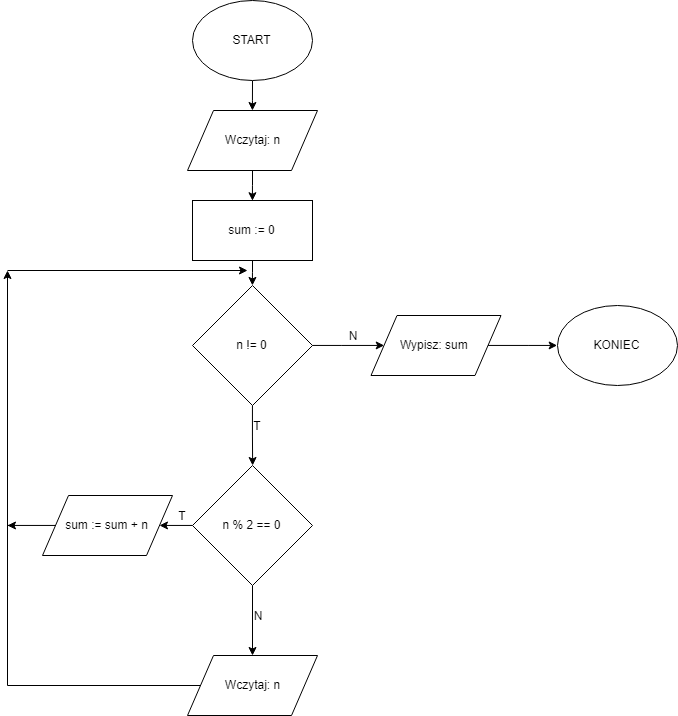 START
Wczytaj: n
sum := 0
n != 0
N
Wypisz: sum
KONIEC
T
sum := sum + n
T
n % 2 == 0
N
Wczytaj: n